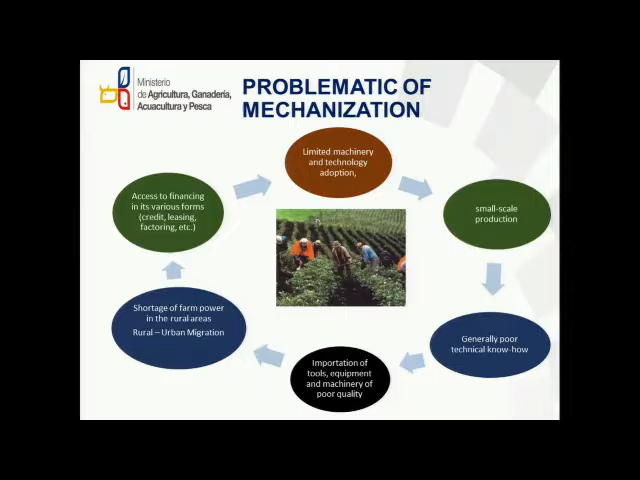 Ministerio
de Agricultura, Ganadería,
Acuacultura y Pesca
PROBLEMATIC OF
MECHANIZATION
Limited machinery
and technology
adoption,
small-scale
production
Generally poor
technical know-how
Importation of
tools, equipment
and machinery of
poor quality
Shortage of farm power
in the rural areas
Rural – Urban Migration
Access to financing
in its various forms
(credit, leasing,
factoring, etc.)